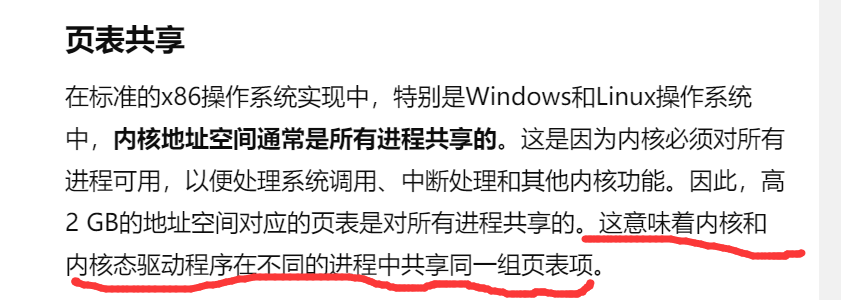 页表共享
在标准的x86操作系统实现中，特别是Windows和Linux操作系统
中，内核地址空间通常是所有进程共享的。这是因为内核必须对所有
进程可用，以便处理系统调用、中断处理和其他内核功能。因此，高
2 GB的地址空间对应的页表是对所有进程共享的。这意味着内核和
内核态驱动程序在不同的进程中共享同一组页表项。